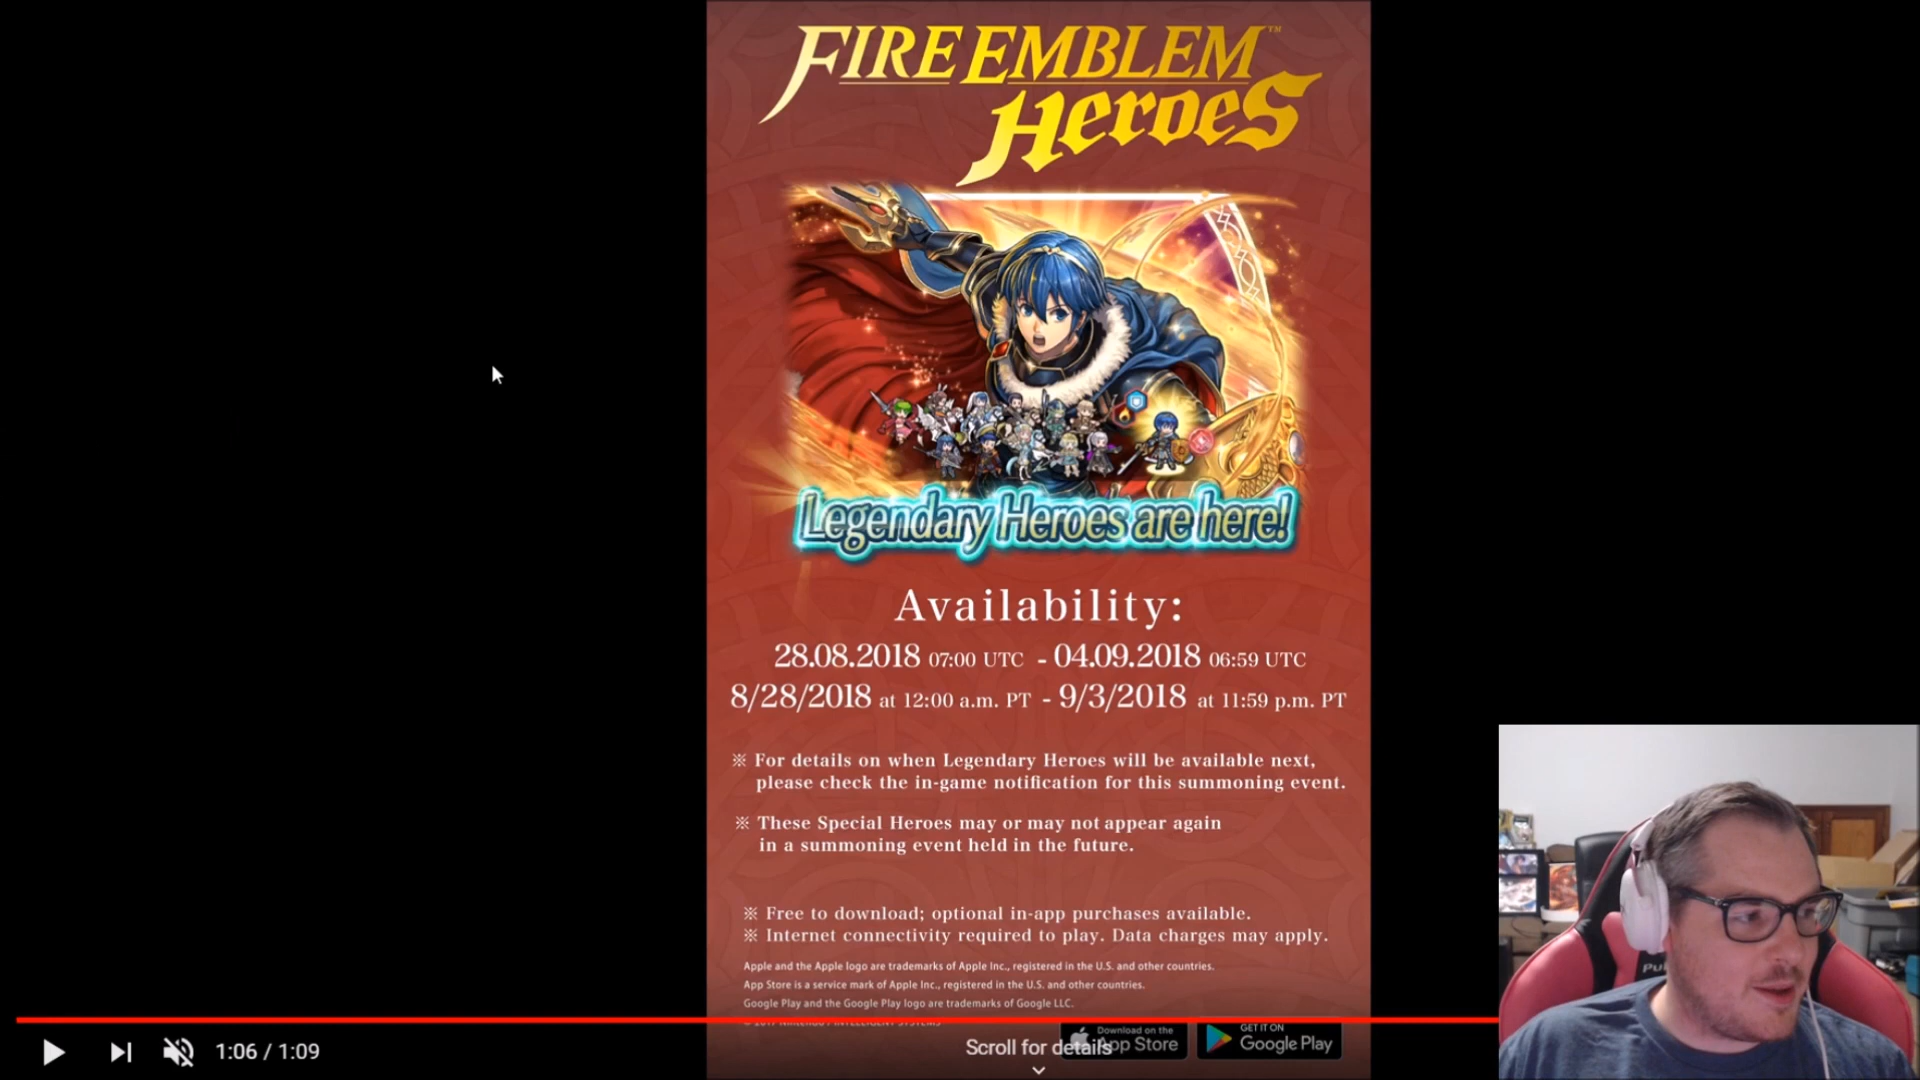 FIRE EMBLEM™
Heroes
Legendary Heroes are here!
Availability:
28.08.2018 07:00 UTC - 04.09.2018 06:59 UTC
8/28/2018 at 12:00 a.m. PT - 9/3/2018 at 11:59 p.m. PT
※ For details on when Legendary Heroes will be available next,
please check the in-game notification for this summoning event.
※ These Special Heroes may or may not appear again
in a summoning event held in the future.
※ Free to download; optional in-app purchases available.
※ Internet connectivity required to play. Data charges may apply.
Apple and the Apple logo are trademarks of Apple Inc., registered in the U.S. and other countries.
App Store is a service mark of Apple Inc., registered in the U.S. and other countries.
Google Play and the Google Play logo are trademarks of Google LLC.
© 2017 Nintendo / INTELLIGENT SYSTEMS
Download on the
App Store
GET IT ON
Google Play
Scroll for details
1:06 / 1:09